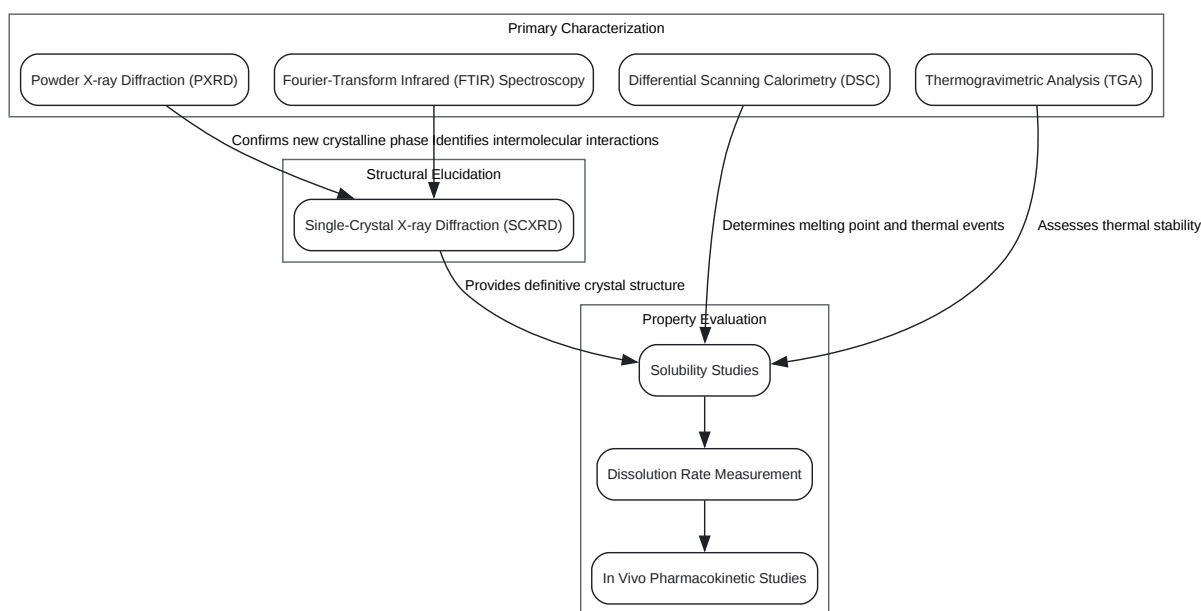 Primary Characterization
Powder X-ray Diffraction (PXRD)
Fourier-Transform Infrared (FTIR) Spectroscopy
Differential Scanning Calorimetry (DSC)
Thermogravimetric Analysis (TGA)
Confirms new crystalline phase
Identifies intermolecular interactions
Structural Elucidation
Single-Crystal X-ray Diffraction (SCXRD)
Determines melting point and thermal events
Assesses thermal stability
Provides definitive crystal structure
Property Evaluation
Solubility Studies
Dissolution Rate Measurement
In Vivo Pharmacokinetic Studies